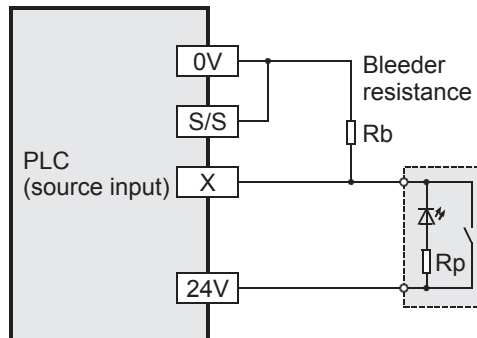 0V
S/S
X
24V
PLC
(source input)
Bleeder
resistance
Rb
Rp